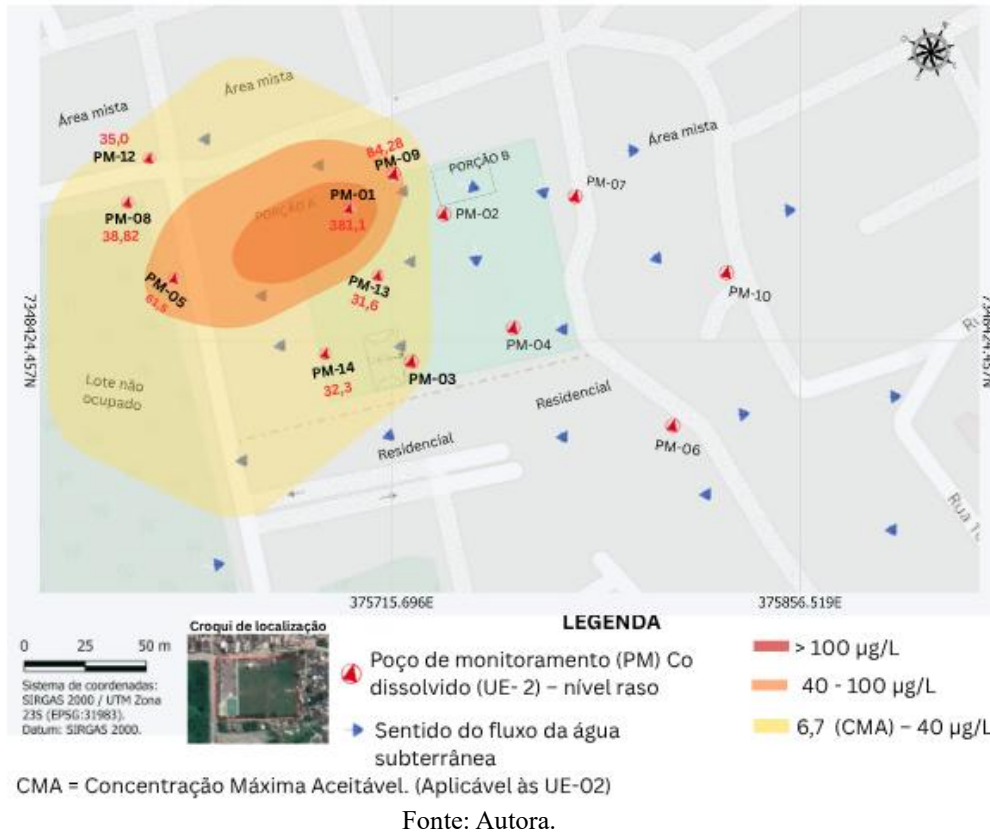 Área mista
Área mista
35,0
PM-12
84,28
PM-09
PORÇÃO B
Área mista
PM-07
PM-01
381,1
PORÇÃO A
PM-02
PM-08
38,82
PM-05
61,5
PM-13
31,6
PM-10
PM-04
PM-14
32,3
PM-03
Lote não
ocupado
Residencial
Residencial
PM-06
7348424.457N
7348424.457N
375715.696E
375856.519E
LEGENDA
Croqui de localização
0 25 50 m
Sistema de coordenadas:
SIRGAS 2000 / UTM Zona
23S (EPSG:31983).
Datum: SIRGAS 2000.
Poço de monitoramento (PM) Co
dissolvido (UE- 2) – nível raso
Sentido do fluxo da água
subterrânea
> 100 µg/L
40 - 100 µg/L
6,7 (CMA) – 40 µg/L
CMA = Concentração Máxima Aceitável. (Aplicável às UE-02)
Fonte: Autora.